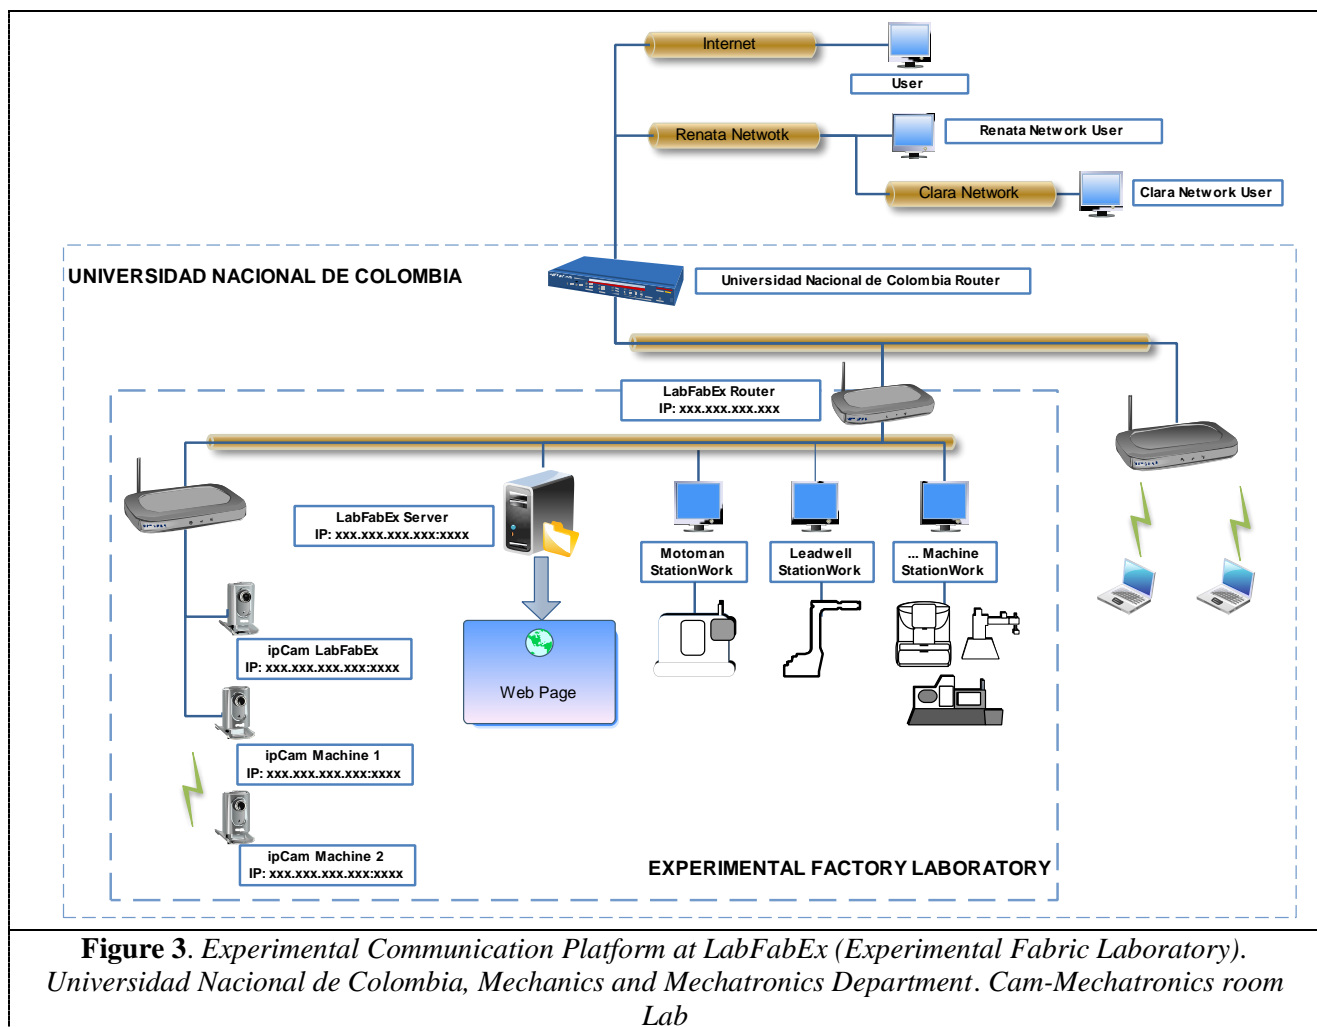 Internet
User
Renata Netwotk
Renata Network User
Clara Network
Clara Network User
UNIVERSIDAD NACIONAL DE COLOMBIA
Universidad Nacional de Colombia Router
LabFabEx Router
IP: xxx.xxx.xxx.xxx
LabFabEx Server
IP: xxx.xxx.xxx.xxx:xxxx
Motoman
StationWork
Leadwell
StationWork
... Machine
StationWork
ipCam LabFabEx
IP: xxx.xxx.xxx.xxx:xxxx
Web Page
ipCam Machine 1
IP: xxx.xxx.xxx.xxx:xxxx
ipCam Machine 2
IP: xxx.xxx.xxx.xxx:xxxx
EXPERIMENTAL FACTORY LABORATORY
Figure 3. Experimental Communication Platform at LabFabEx (Experimental Fabric Laboratory).
Universidad Nacional de Colombia, Mechanics and Mechatronics Department. Cam-Mechatronics room
Lab